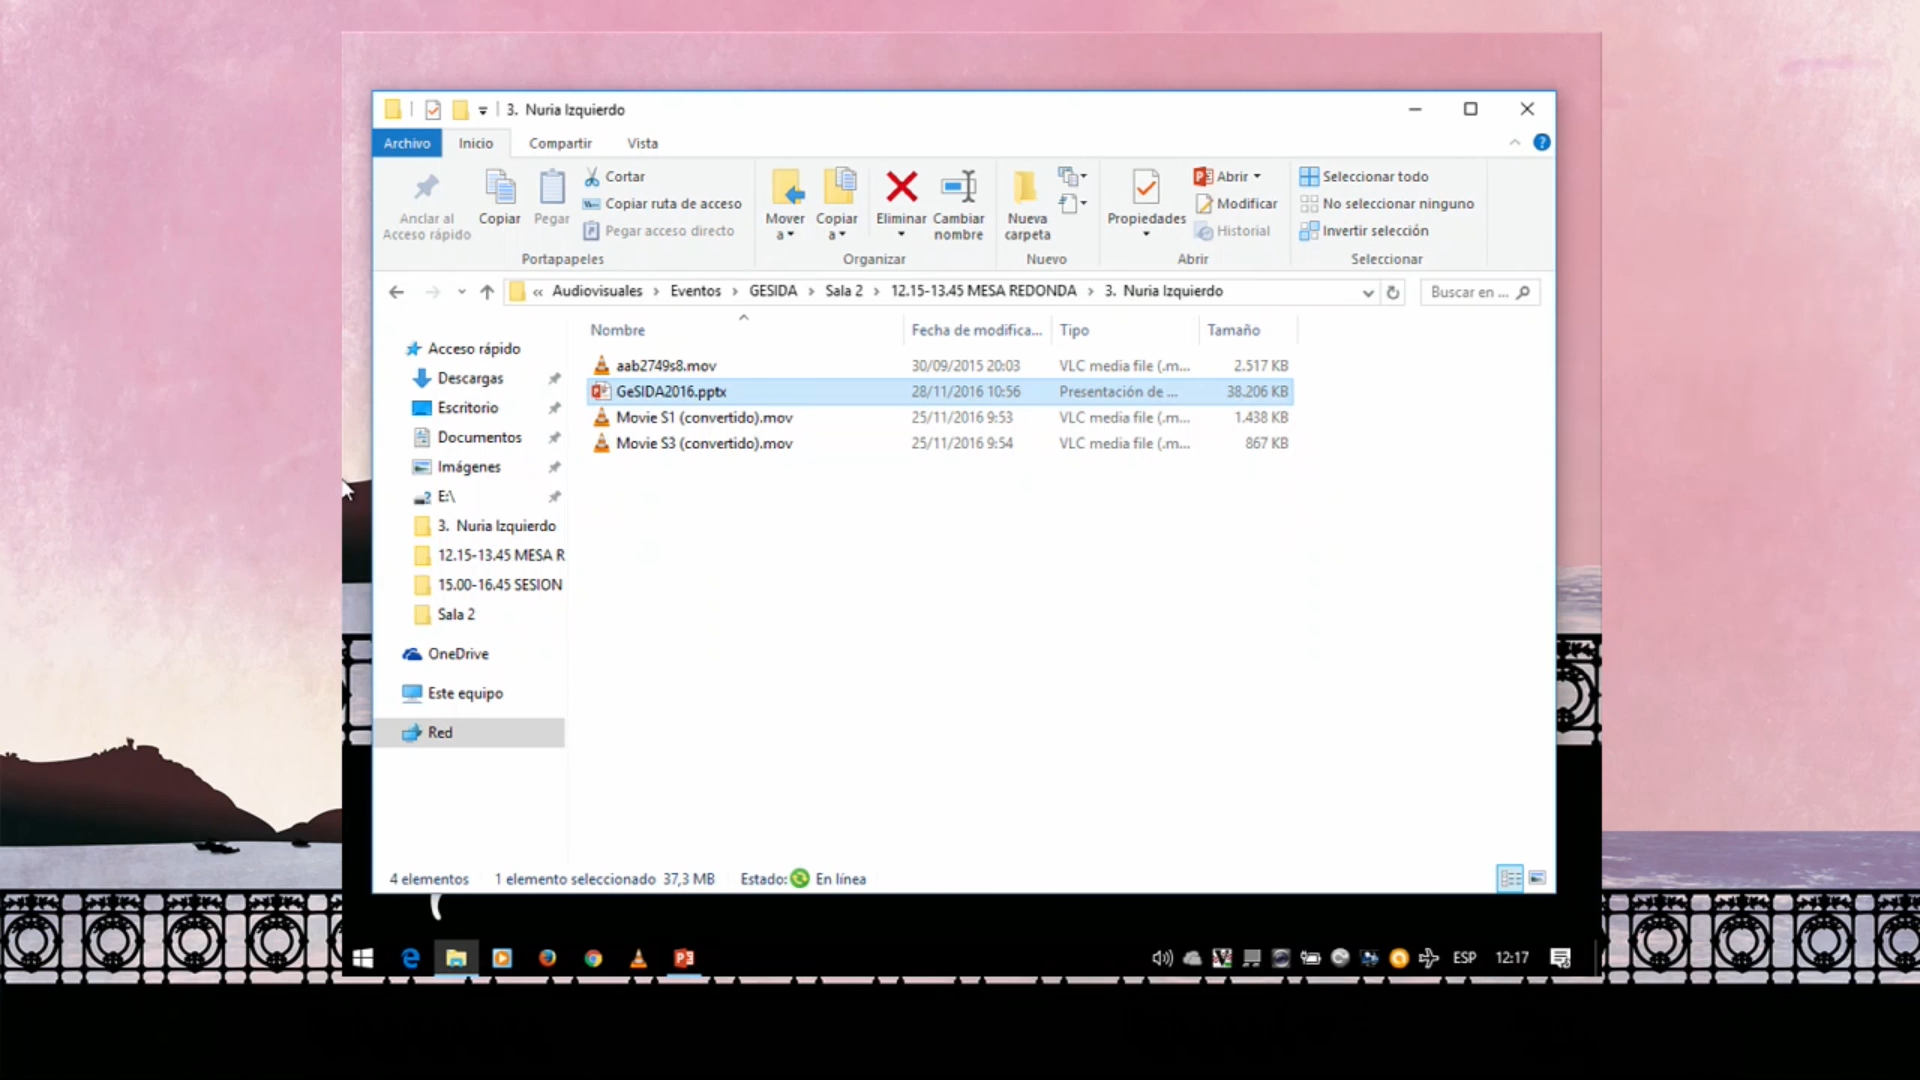 3. Nuria Izquierdo
Archivo Inicio Compartir Vista
Anclar al Acceso rápido
Copiar
Pegar
Cortar
Copiar ruta de acceso
Pegar acceso directo
Mover a
Copiar a
Eliminar
Cambiar nombre
Nueva carpeta
Propiedades
Abrir
Modificar
Historial
Seleccionar todo
No seleccionar ninguno
Invertir selección
Portapapeles Organizar Nuevo Abrir Seleccionar
« Audiovisuales > Eventos > GESIDA > Sala 2 > 12.15-13.45 MESA REDONDA > 3. Nuria Izquierdo
Buscar en ...
Nombre Fecha de modifica... Tipo Tamaño
aab2749s8.mov 30/09/2015 20:03 VLC media file (.m... 2.517 KB
GeSIDA2016.pptx 28/11/2016 10:56 Presentación de ... 38.206 KB
Movie S1 (convertido).mov 25/11/2016 9:53 VLC media file (.m... 1.438 KB
Movie S3 (convertido).mov 25/11/2016 9:54 VLC media file (.m... 867 KB
Acceso rápido
Descargas
Escritorio
Documentos
Imágenes
E:\
3. Nuria Izquierdo
12.15-13.45 MESA R
15.00-16.45 SESION
Sala 2
OneDrive
Este equipo
Red
4 elementos 1 elemento seleccionado 37,3 MB Estado: En línea
ESP 12:17